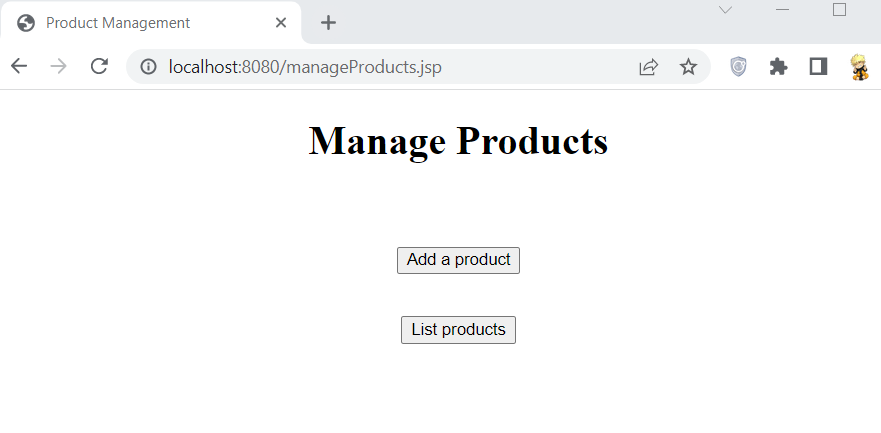 Product Management
localhost:8080/manageProducts.jsp
Manage Products
Add a product
List products